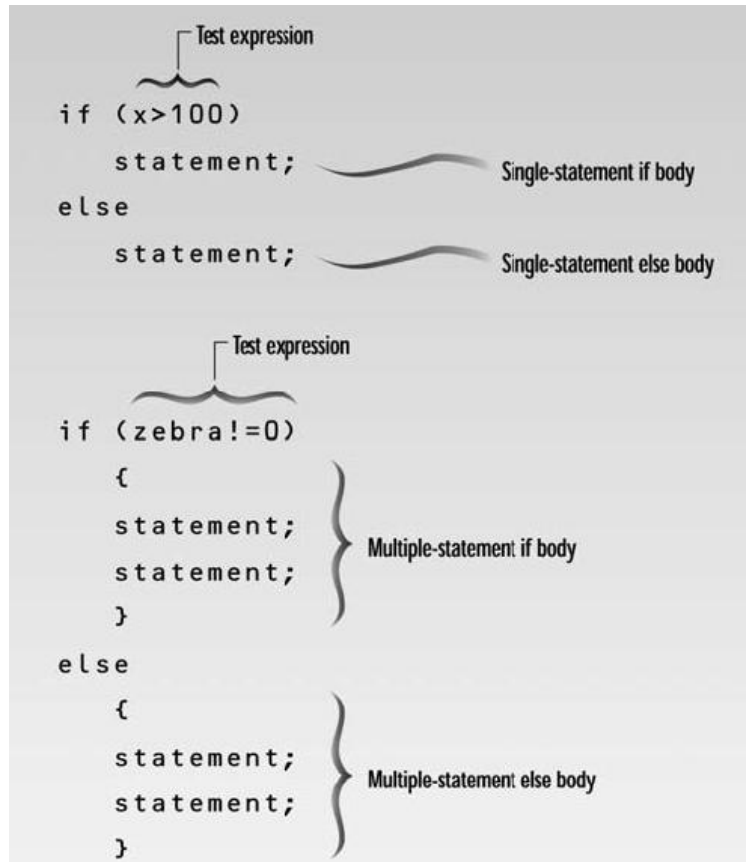 Test expression
if (x>100)
statement; Single-statement if body
else
statement; Single-statement else body
Test expression
if (zebra!=0)
{
statement;
Multiple-statement if body
statement;
}
else
{
statement;
Multiple-statement else body
statement;
}